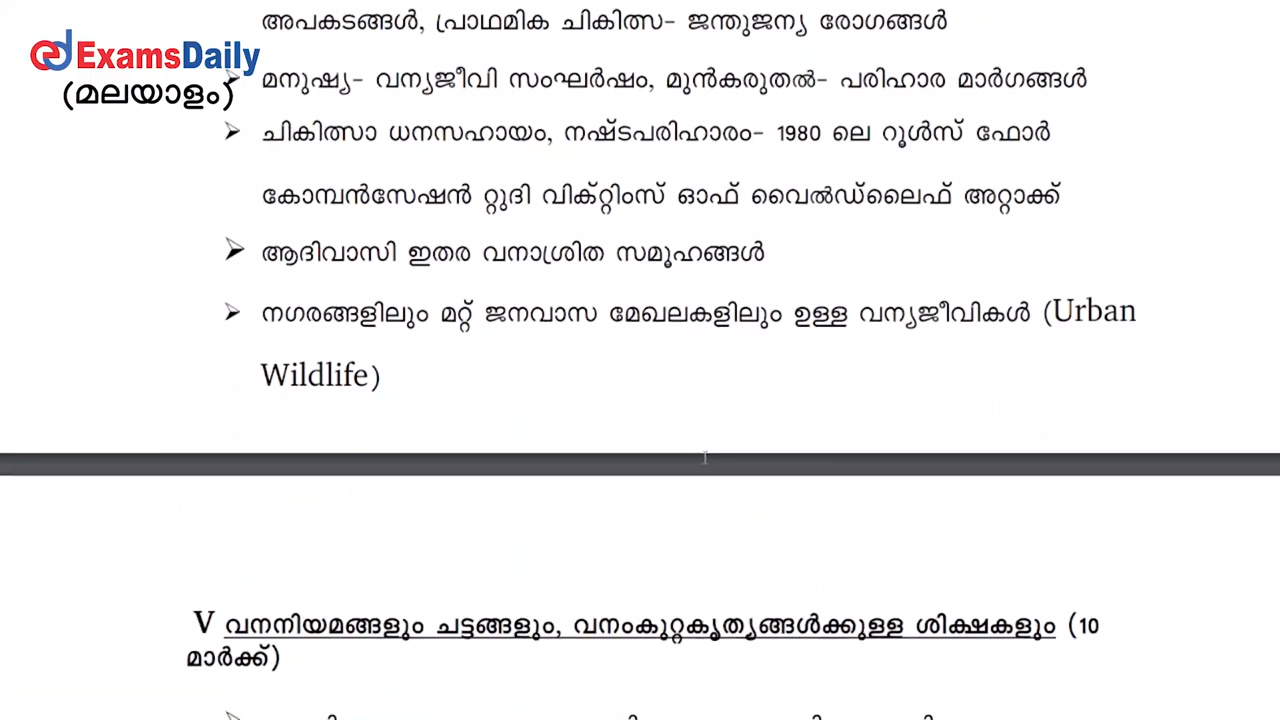 അപകടങ്ങൾ, പ്രാഥമിക ചികിത്സ- ജന്തുജന്യ രോഗങ്ങൾ
ExamsDaily
(മലയാളം)
മനുഷ്യ- വന്യജീവി സംഘർഷം, മുൻകരുതൽ- പരിഹാര മാർഗങ്ങൾ
ചികിത്സാ ധനസഹായം, നഷ്ടപരിഹാരം- 1980 ലെ റൂൾസ് ഫോർ
കോമ്പൻസേഷൻ റ്റുദി വിക്റ്റിംസ് ഓഫ് വൈൽഡ്ലൈഫ് അറ്റാക്ക്
ആദിവാസി ഇതര വനാശ്രിത സമൂഹങ്ങൾ
നഗരങ്ങളിലും മറ്റ് ജനവാസ മേഖലകളിലും ഉള്ള വന്യജീവികൾ (Urban
Wildlife)
V വനനിയമങ്ങളും ചട്ടങ്ങളും, വനംകുറ്റകൃത്യങ്ങൾക്കുള്ള ശിക്ഷകളും (10
മാർക്ക്)